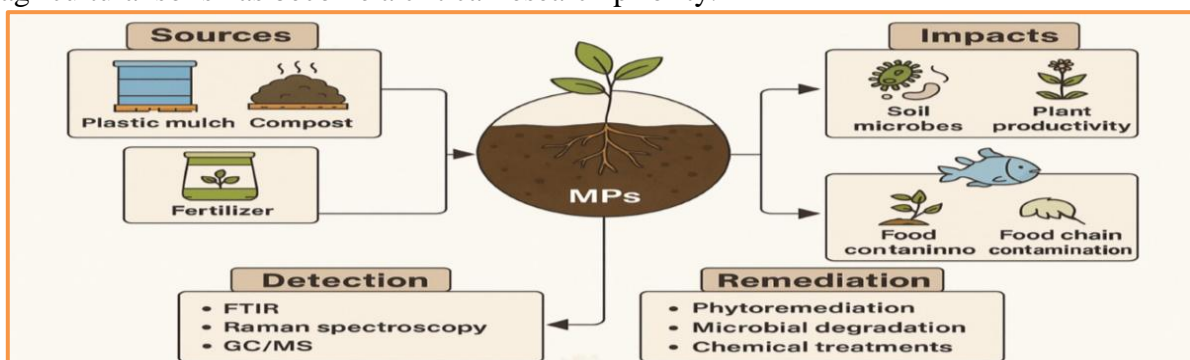 Sources
Plastic mulch Compost
Fertilizer
MPs
Impacts
Soil microbes
Plant productivity
Food contaninno
Food chain contamination
Detection
• FTIR
• Raman spectroscopy
• GC/MS
Remediation
• Phytoremediation
• Microbial degradation
• Chemical treatments